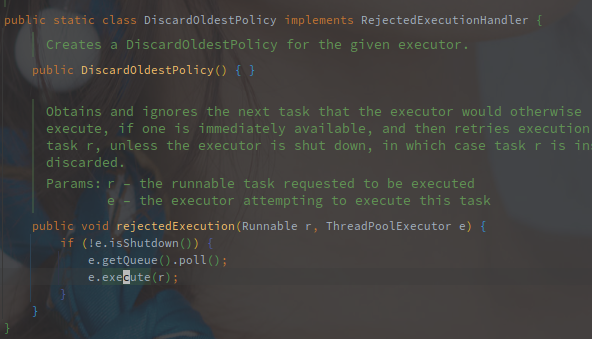 public static class DiscardOldestPolicy implements RejectedExecutionHandler {
Creates a DiscardOldestPolicy for the given executor.
public DiscardOldestPolicy() { }
Obtains and ignores the next task that the executor would otherwise
execute, if one is immediately available, and then retries execution
task r, unless the executor is shut down, in which case task r is ins
discarded.
Params: r – the runnable task requested to be executed
e – the executor attempting to execute this task
public void rejectedExecution(Runnable r, ThreadPoolExecutor e) {
if (!e.isShutdown()) {
e.getQueue().poll();
e.execute(r);
}
}
}